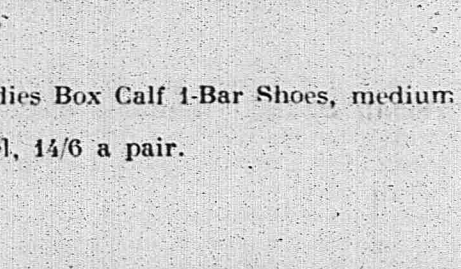 dies Box Calf 1-Bar Shoes, medium
l, 14/6 a pair.